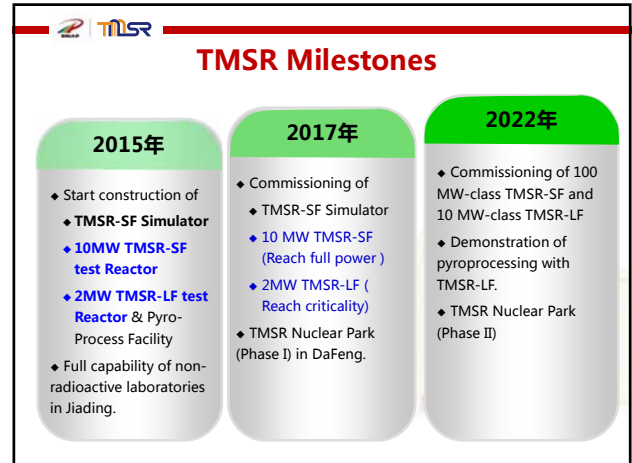 TMSR
TMSR Milestones
2015年
◆ Start construction of
◆ TMSR-SF Simulator
◆ 10MW TMSR-SF
test Reactor
◆ 2MW TMSR-LF test
Reactor & Pyro-
Process Facility
◆ Full capability of non-
radioactive laboratories
in Jiading.
2017年
◆ Commissioning of
◆ TMSR-SF Simulator
◆ 10 MW TMSR-SF
(Reach full power )
◆ 2MW TMSR-LF (
Reach criticality)
◆ TMSR Nuclear Park
(Phase I) in DaFeng.
2022年
◆ Commissioning of 100
MW-class TMSR-SF and
10 MW-class TMSR-LF
◆ Demonstration of
pyroprocessing with
TMSR-LF.
◆ TMSR Nuclear Park
(Phase II)